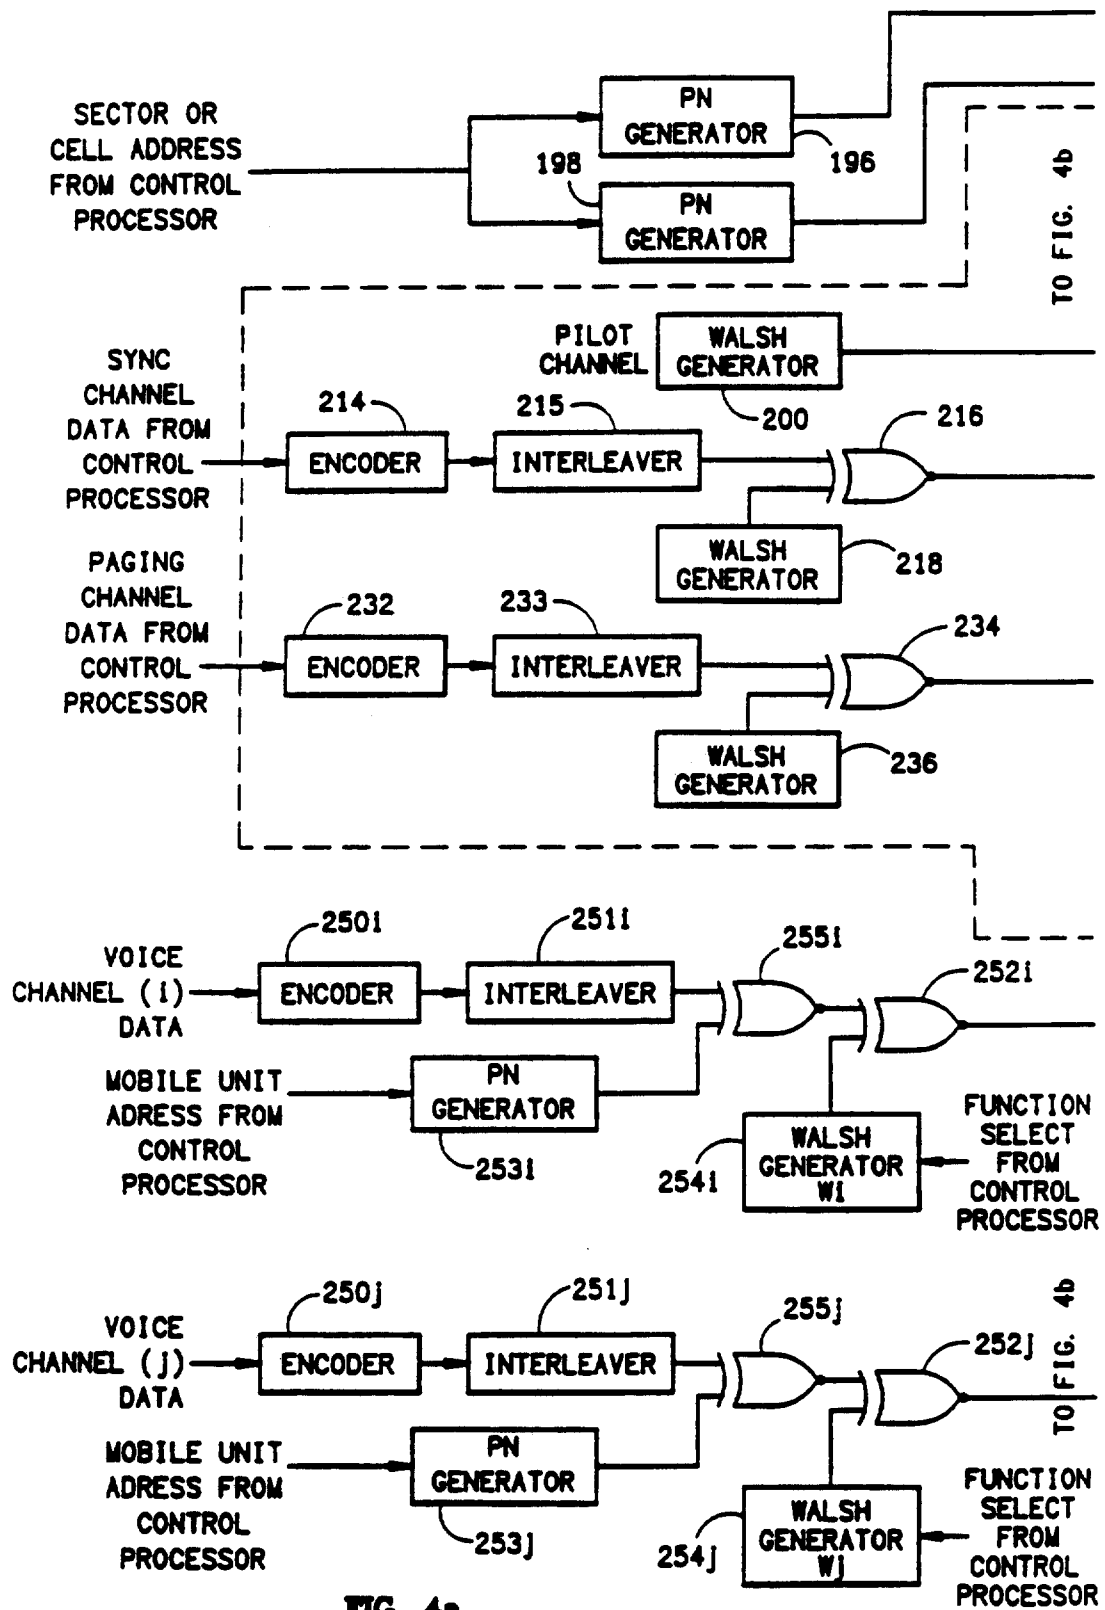 SECTOR OR
CELL ADDRESS
FROM CONTROL
PROCESSOR
PN
GENERATOR
196
198
PN
GENERATOR
TO FIG. 4b
PILOT
CHANNEL
WALSH
GENERATOR
200
SYNC
CHANNEL
DATA FROM
CONTROL
PROCESSOR
214
ENCODER
215
INTERLEAVER
216
WALSH
GENERATOR
218
PAGING
CHANNEL
DATA FROM
CONTROL
PROCESSOR
232
ENCODER
233
INTERLEAVER
234
WALSH
GENERATOR
236
VOICE
CHANNEL (i)
DATA
250i
ENCODER
251i
INTERLEAVER
255i
252i
MOBILE UNIT
ADRESS FROM
CONTROL
PROCESSOR
PN
GENERATOR
253i
254i
WALSH
GENERATOR
Wi
FUNCTION
SELECT
FROM
CONTROL
PROCESSOR
VOICE
CHANNEL (j)
DATA
250j
ENCODER
251j
INTERLEAVER
255j
252j
TO FIG. 4b
MOBILE UNIT
ADRESS FROM
CONTROL
PROCESSOR
PN
GENERATOR
253j
254j
WALSH
GENERATOR
Wj
FUNCTION
SELECT
FROM
CONTROL
PROCESSOR
FIG. 4a